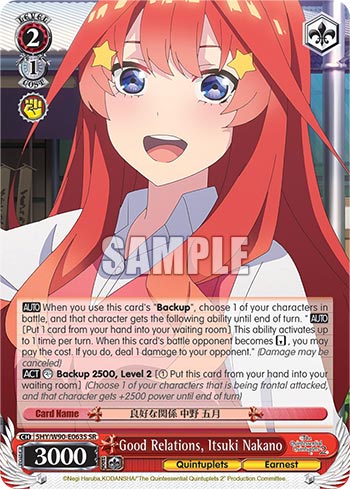 LEVEL
2
1
COST
SAMPLE
AUTO When you use this card's "Backup", choose 1 of your characters in
battle, and that character gets the following ability until end of turn. "AUTO
[Put 1 card from your hand into your waiting room] This ability activates up
to 1 time per turn. When this card's battle opponent becomes, you may
pay the cost. If you do, deal 1 damage to your opponent." (Damage may be
canceled)
ACT Backup 2500, Level 2 [① Put this card from your hand into your
waiting room] (Choose 1 of your characters that is being frontal attacked,
and that character gets +2500 power until end of turn)
Card Name 良好な関係 中野 五月
CH 5HY/W90-E063S SR
POWER 3000
Good Relations, Itsuki Nakano
Quintuplets Earnest
©Negi Haruba,KODANSHA/"The Quintessential Quintuplets 2" Production Committee.